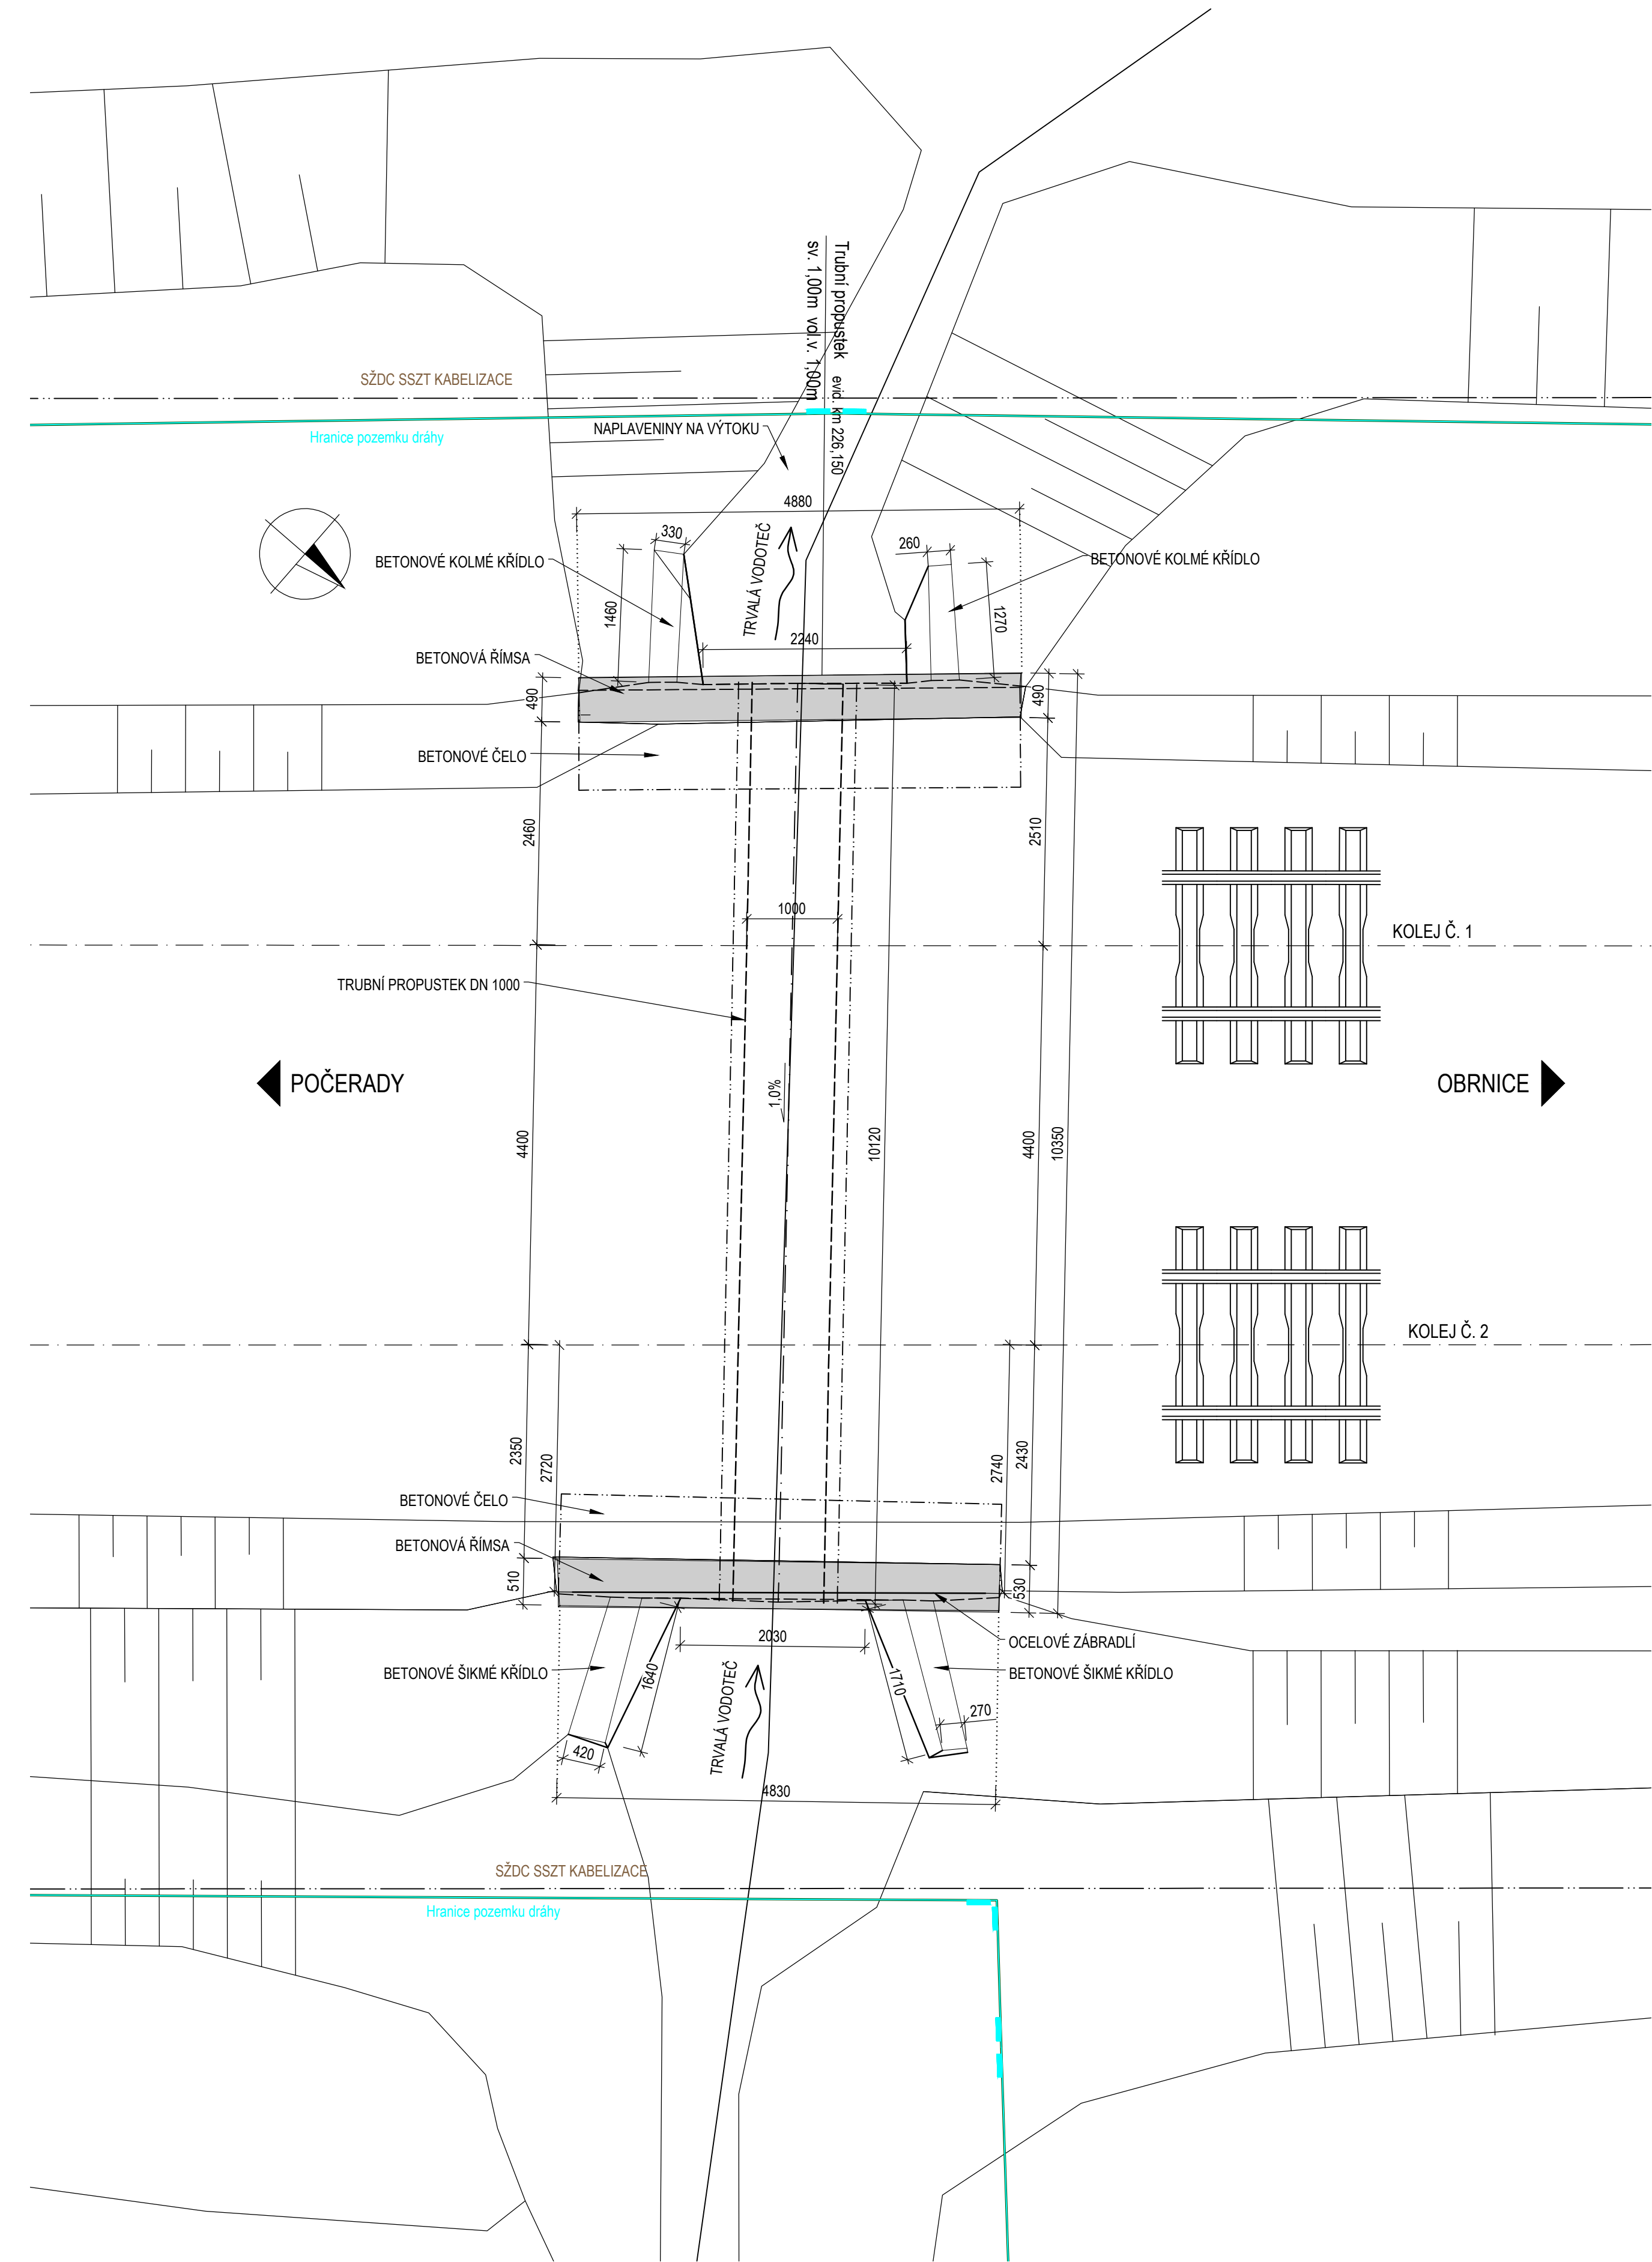 Trubní propustek evid. km 226,150
sv. 1,00m vol.v. 1,00m
SŽDC SSZT KABELIZACE
Hranice pozemku dráhy
NAPLAVENINY NA VÝTOKU
4880
330
260
BETONOVÉ KOLMÉ KŘÍDLO
BETONOVÉ KOLMÉ KŘÍDLO
TRVALÁ VODOTEČ
1460
1270
2240
BETONOVÁ ŘÍMSA
490
490
BETONOVÉ ČELO
2460
2510
1000
KOLEJ Č. 1
TRUBNÍ PROPUSTEK DN 1000
POČERADY
1,0%
OBRNICE
4400
10120
4400
10350
KOLEJ Č. 2
2350
2720
2740
2430
BETONOVÉ ČELO
BETONOVÁ ŘÍMSA
510
530
2030
OCELOVÉ ZÁBRADLÍ
BETONOVÉ ŠIKMÉ KŘÍDLO
1640
TRVALÁ VODOTEČ
1710
BETONOVÉ ŠIKMÉ KŘÍDLO
270
420
4830
SŽDC SSZT KABELIZACE
Hranice pozemku dráhy